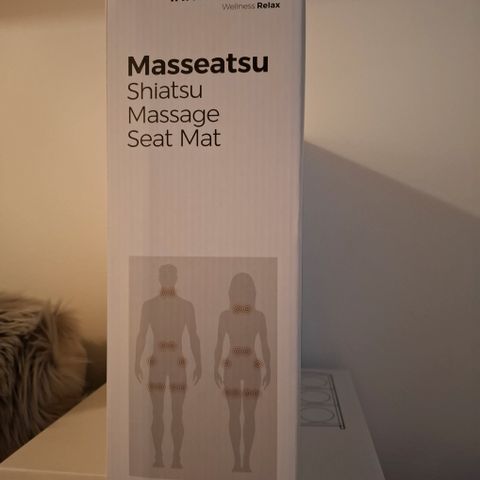 Wellness Relax
Masseatsu
Shiatsu
Massage
Seat Mat